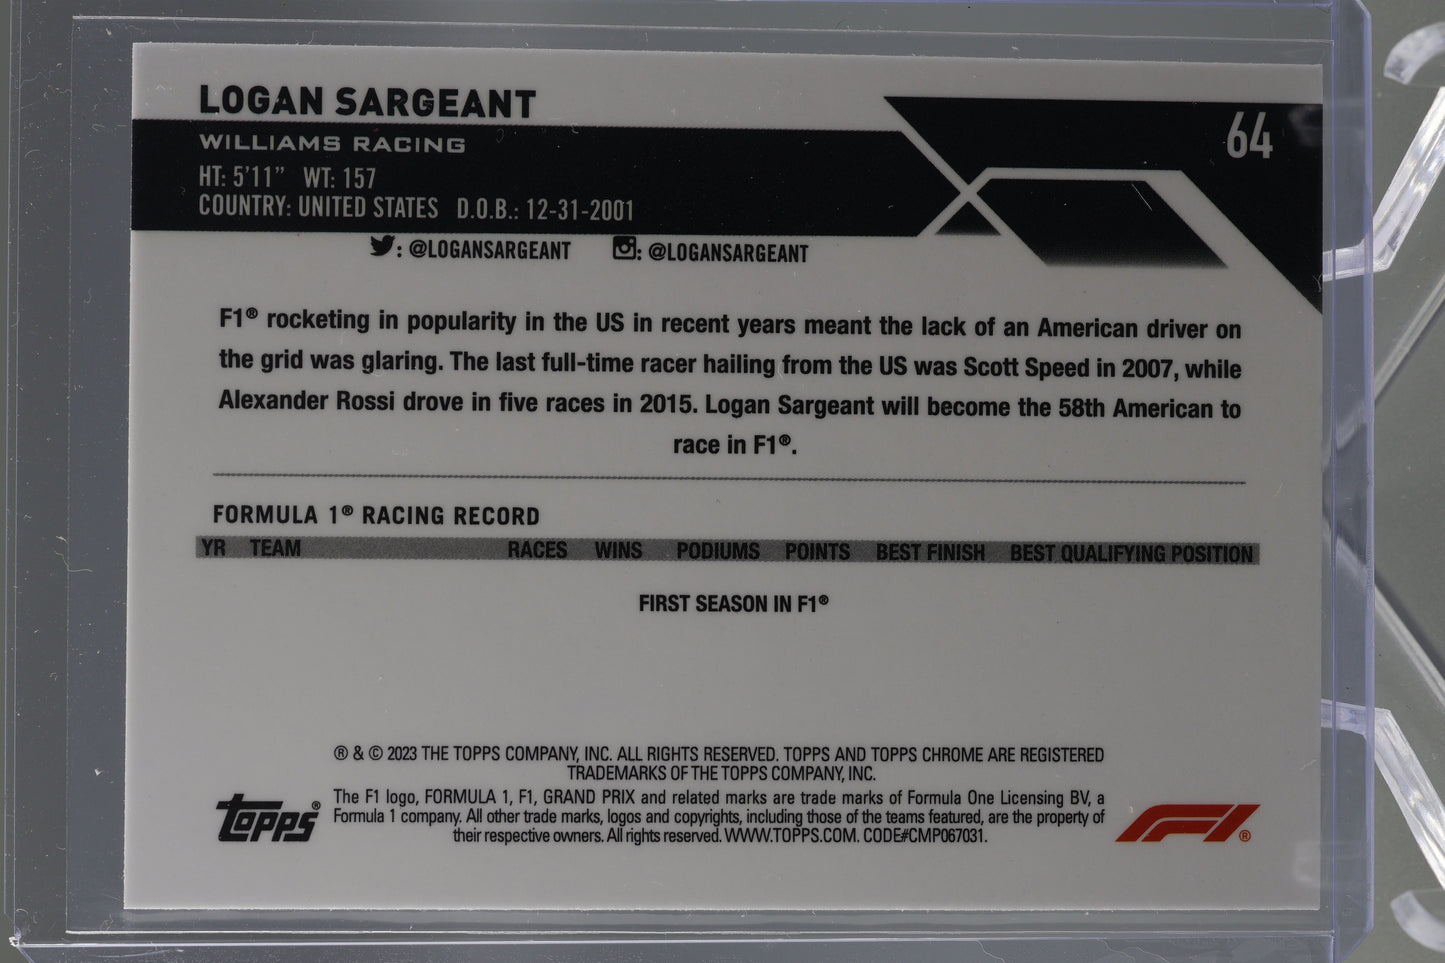 LOGAN SARGEANT
64
WILLIAMS RACING
HT: 5'11" WT: 157
COUNTRY: UNITED STATES D.O.B.: 12-31-2001
: @LOGANSARGEANT : @LOGANSARGEANT
F1® rocketing in popularity in the US in recent years meant the lack of an American driver on
the grid was glaring. The last full-time racer hailing from the US was Scott Speed in 2007, while
Alexander Rossi drove in five races in 2015. Logan Sargeant will become the 58th American to
race in F1®.
FORMULA 1® RACING RECORD
YR TEAM RACES WINS PODIUMS POINTS BEST FINISH BEST QUALIFYING POSITION
FIRST SEASON IN F1®
® & © 2023 THE TOPPS COMPANY, INC. ALL RIGHTS RESERVED. TOPPS AND TOPPS CHROME ARE REGISTERED
TRADEMARKS OF THE TOPPS COMPANY, INC.
The F1 logo, FORMULA 1, F1, GRAND PRIX and related marks are trade marks of Formula One Licensing BV, a
Formula 1 company. All other trade marks, logos and copyrights, including those of the teams featured, are the property of
their respective owners. All rights reserved. WWW.TOPPS.COM. CODE#CMP067031.
topps®
F1®